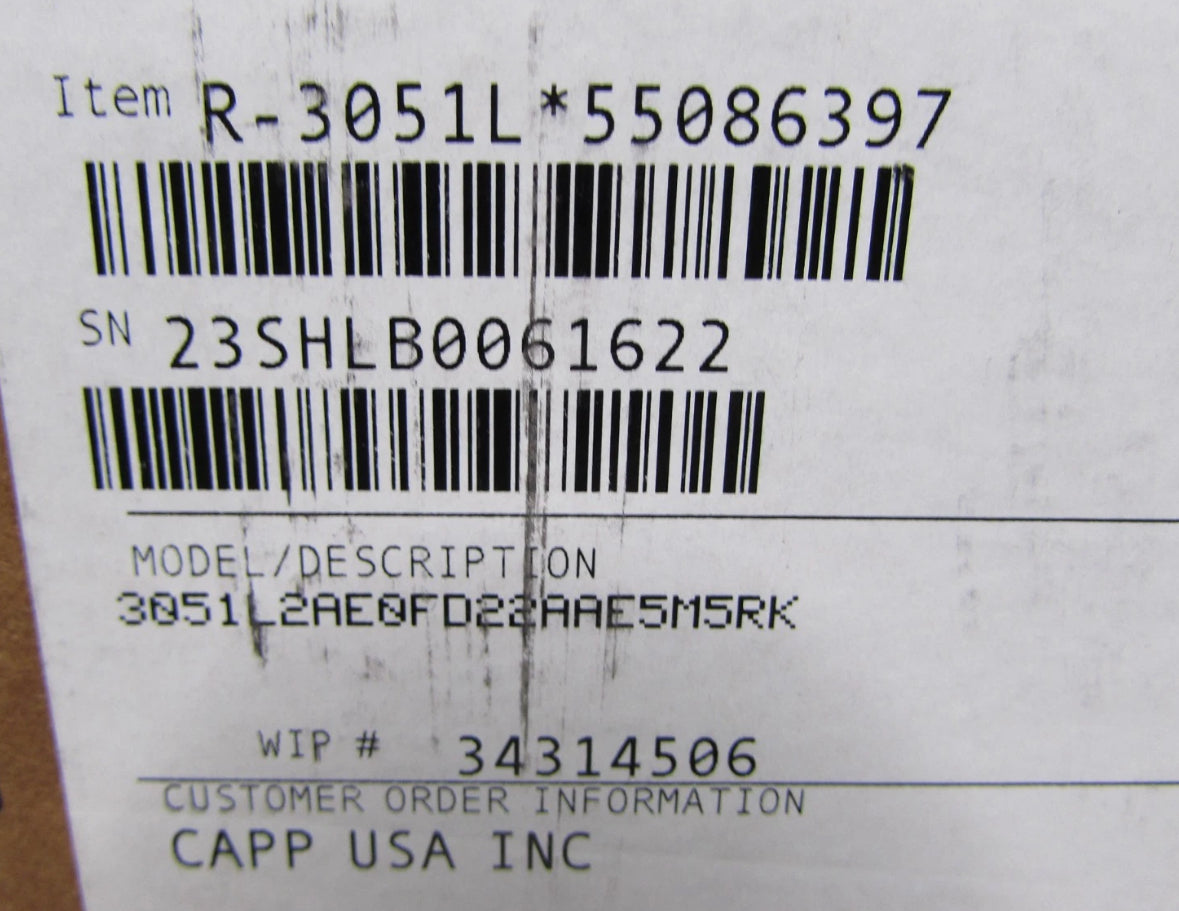 Item R-3051L*55086397
SN 23SHLB0061622
MODEL/DESCRIPTION
3051L2AE0FD22AAE5M5RK
WIP # 34314506
CUSTOMER ORDER INFORMATION
CAPP USA INC